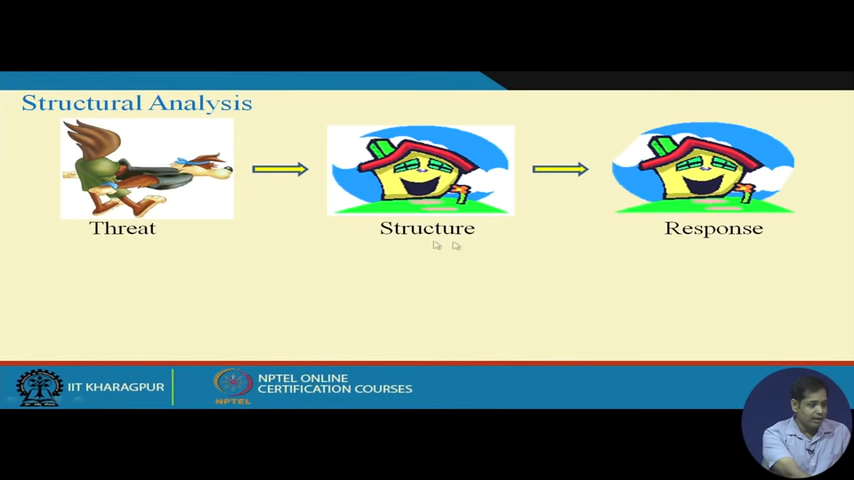 Structural Analysis
Threat
Structure
Response
IIT KHARAGPUR
NPTEL
NPTEL ONLINE
CERTIFICATION COURSES